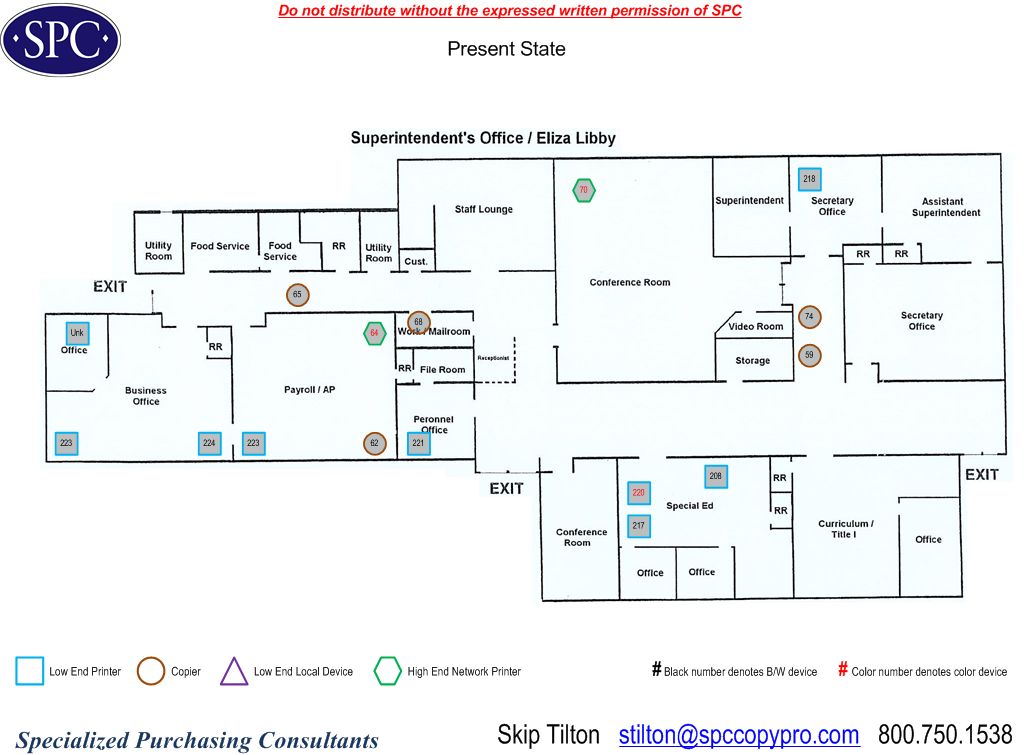 Do not distribute without the expressed written permission of SPC
SPC
Present State
Superintendent's Office / Eliza Libby
70
218
Staff Lounge
Superintendent
Secretary
Office
Assistant
Superintendent
Utility
Room
Food Service
Food
Service
RR
Utility
Room
Cust.
RR
RR
EXIT
65
Conference Room
74
Video Room
Secretary
Office
Unk
Office
RR
64
68
Work / Mailroom
Receptionist
59
Storage
RR
File Room
Business
Office
Payroll / AP
Peronnel
Office
223
224
223
62
221
EXIT
EXIT
208
220
217
Special Ed
RR
RR
Conference
Room
Curriculum /
Title I
Office
Office
Office
Low End Printer
Copier
Low End Local Device
High End Network Printer
# Black number denotes B/W device
# Color number denotes color device
Specialized Purchasing Consultants
Skip Tilton stilton@spccopypro.com 800.750.1538